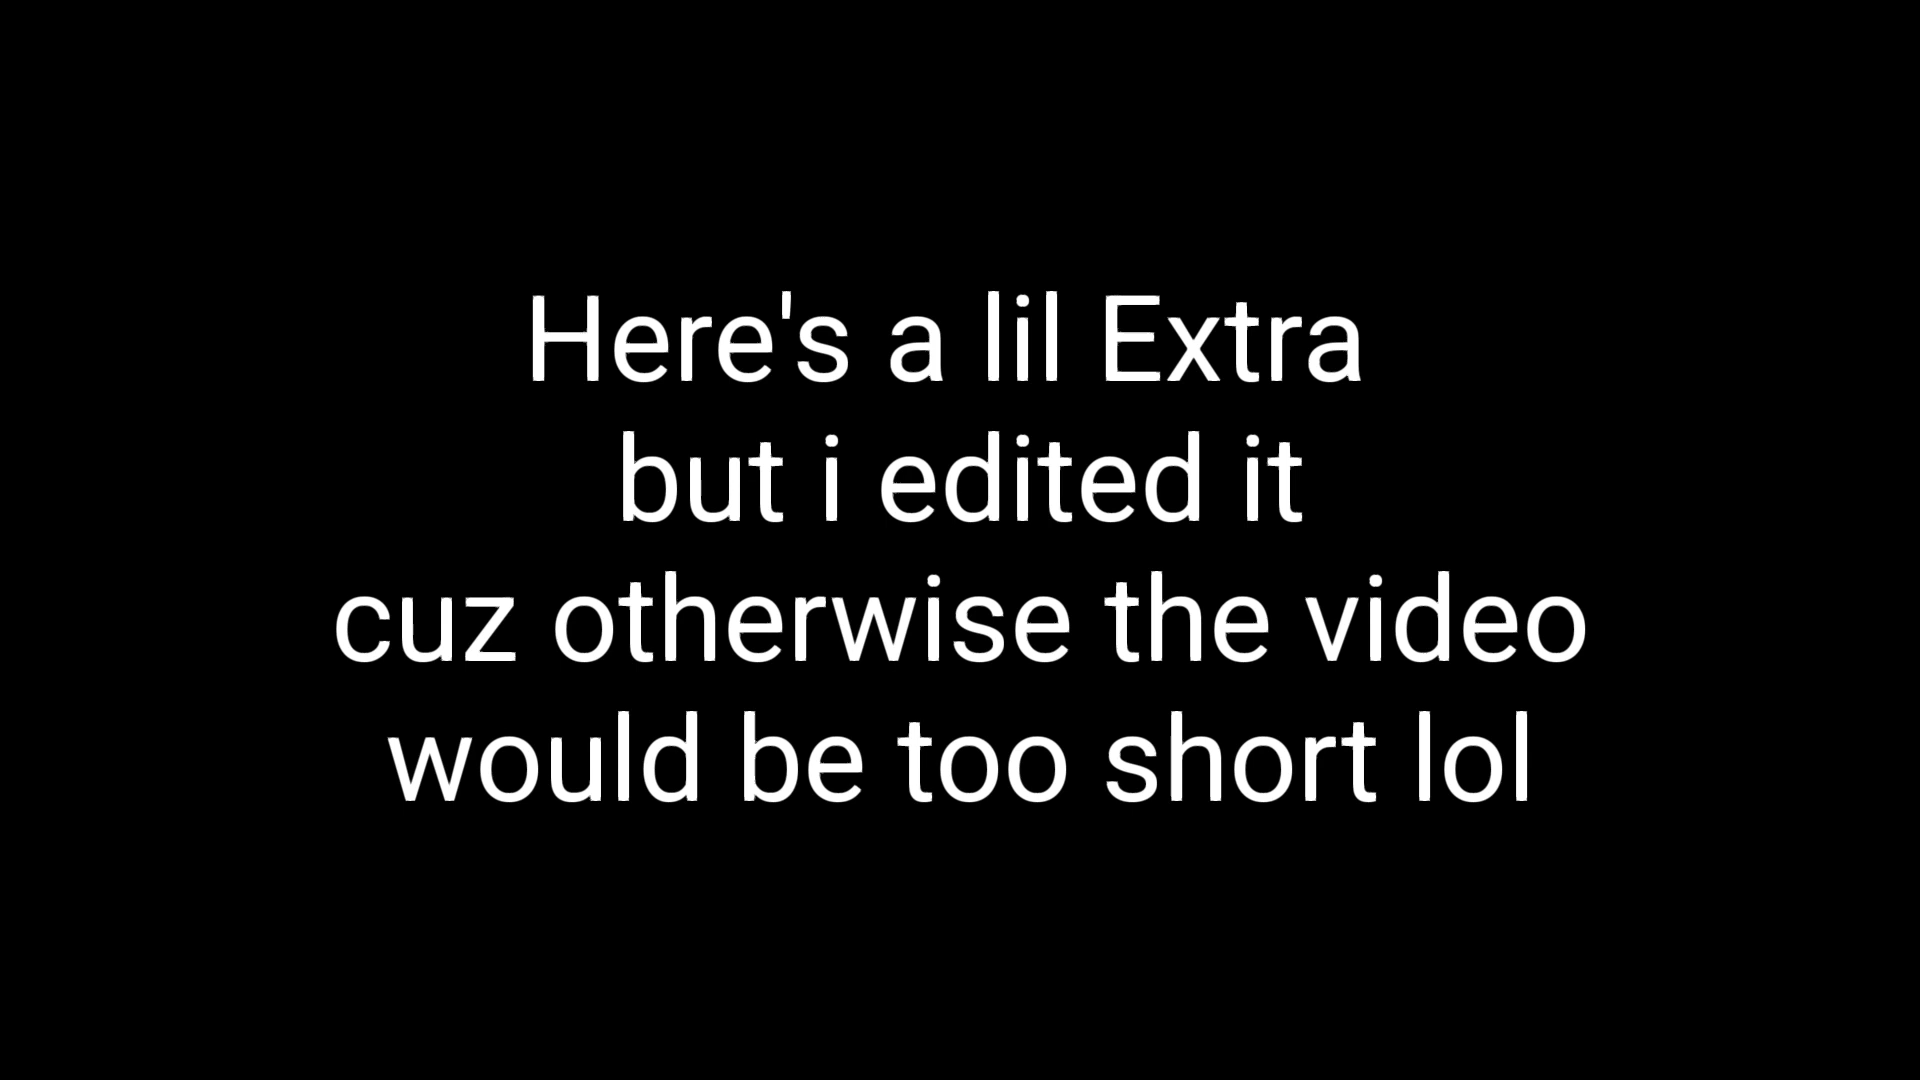 Here's a lil Extra
but i edited it
cuz otherwise the video
would be too short lol